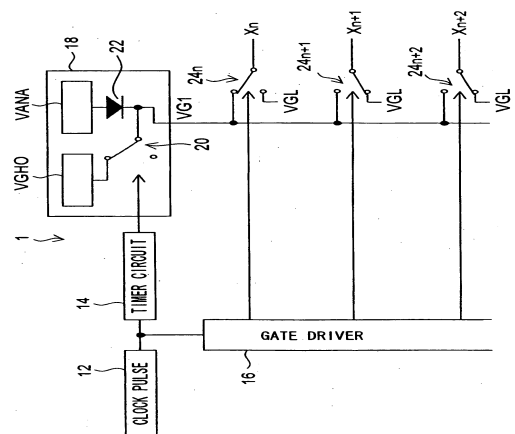 1
18
VANA
VGHO
22
20
VG1
14
TIMER CIRCUIT
12
CLOCK PULSE
16
GATE DRIVER
24n
Xn
VGL
24n+1
Xn+1
VGL
24n+2
Xn+2
VGL